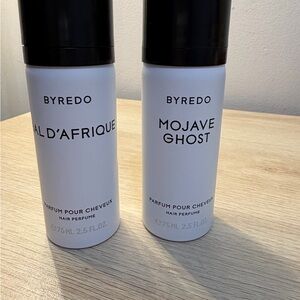 BYREDO
AL D'AFRIQUE
PARFUM POUR CHEVEUX
HAIR PERFUME
℮75 ML 2.5 FL.OZ.
BYREDO
MOJAVE
GHOST
PARFUM POUR CHEVEUX
HAIR PERFUME
℮75 ML 2.5 FL.OZ.